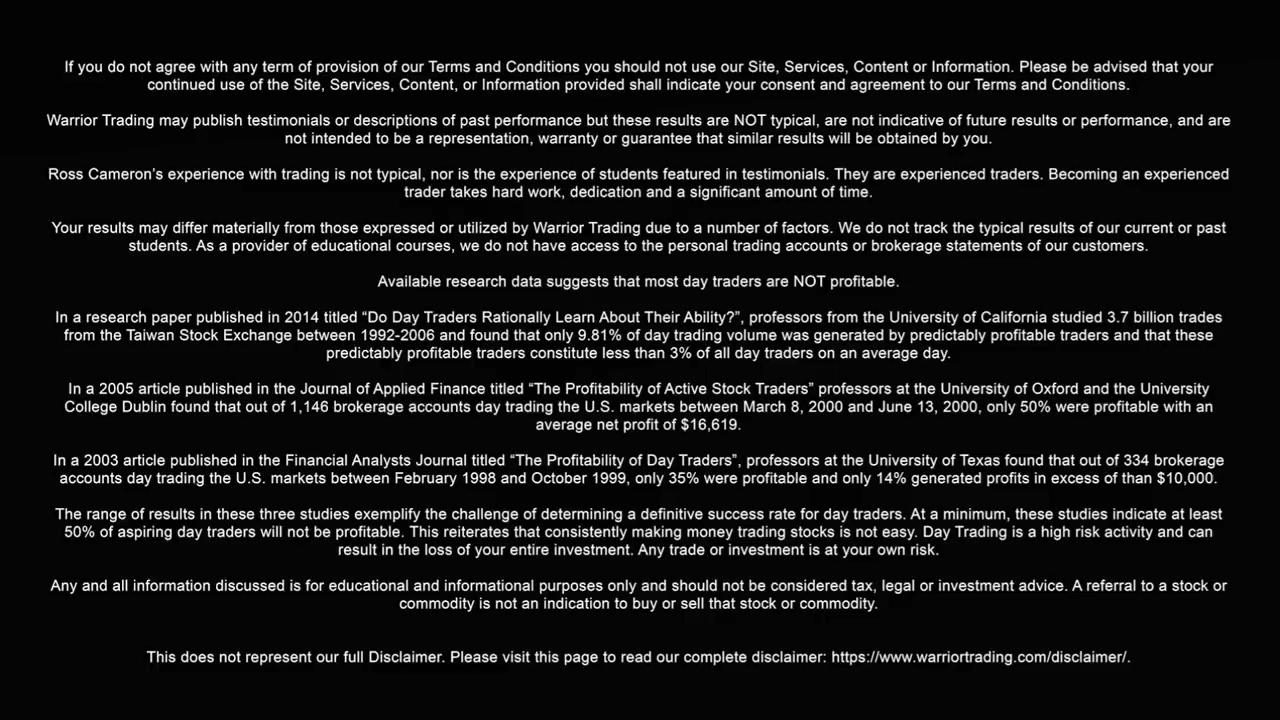 If you do not agree with any term of provision of our Terms and Conditions you should not use our Site, Services, Content or Information. Please be advised that your
continued use of the Site, Services, Content, or Information provided shall indicate your consent and agreement to our Terms and Conditions.
Warrior Trading may publish testimonials or descriptions of past performance but these results are NOT typical, are not indicative of future results or performance, and are
not intended to be a representation, warranty or guarantee that similar results will be obtained by you.
Ross Cameron’s experience with trading is not typical, nor is the experience of students featured in testimonials. They are experienced traders. Becoming an experienced
trader takes hard work, dedication and a significant amount of time.
Your results may differ materially from those expressed or utilized by Warrior Trading due to a number of factors. We do not track the typical results of our current or past
students. As a provider of educational courses, we do not have access to the personal trading accounts or brokerage statements of our customers.
Available research data suggests that most day traders are NOT profitable.
In a research paper published in 2014 titled “Do Day Traders Rationally Learn About Their Ability?”, professors from the University of California studied 3.7 billion trades
from the Taiwan Stock Exchange between 1992-2006 and found that only 9.81% of day trading volume was generated by predictably profitable traders and that these
predictably profitable traders constitute less than 3% of all day traders on an average day.
In a 2005 article published in the Journal of Applied Finance titled “The Profitability of Active Stock Traders” professors at the University of Oxford and the University
College Dublin found that out of 1,146 brokerage accounts day trading the U.S. markets between March 8, 2000 and June 13, 2000, only 50% were profitable with an
average net profit of $16,619.
In a 2003 article published in the Financial Analysts Journal titled “The Profitability of Day Traders”, professors at the University of Texas found that out of 334 brokerage
accounts day trading the U.S. markets between February 1998 and October 1999, only 35% were profitable and only 14% generated profits in excess of than $10,000.
The range of results in these three studies exemplify the challenge of determining a definitive success rate for day traders. At a minimum, these studies indicate at least
50% of aspiring day traders will not be profitable. This reiterates that consistently making money trading stocks is not easy. Day Trading is a high risk activity and can
result in the loss of your entire investment. Any trade or investment is at your own risk.
Any and all information discussed is for educational and informational purposes only and should not be considered tax, legal or investment advice. A referral to a stock or
commodity is not an indication to buy or sell that stock or commodity.
This does not represent our full Disclaimer. Please visit this page to read our complete disclaimer: https://www.warriortrading.com/disclaimer/.